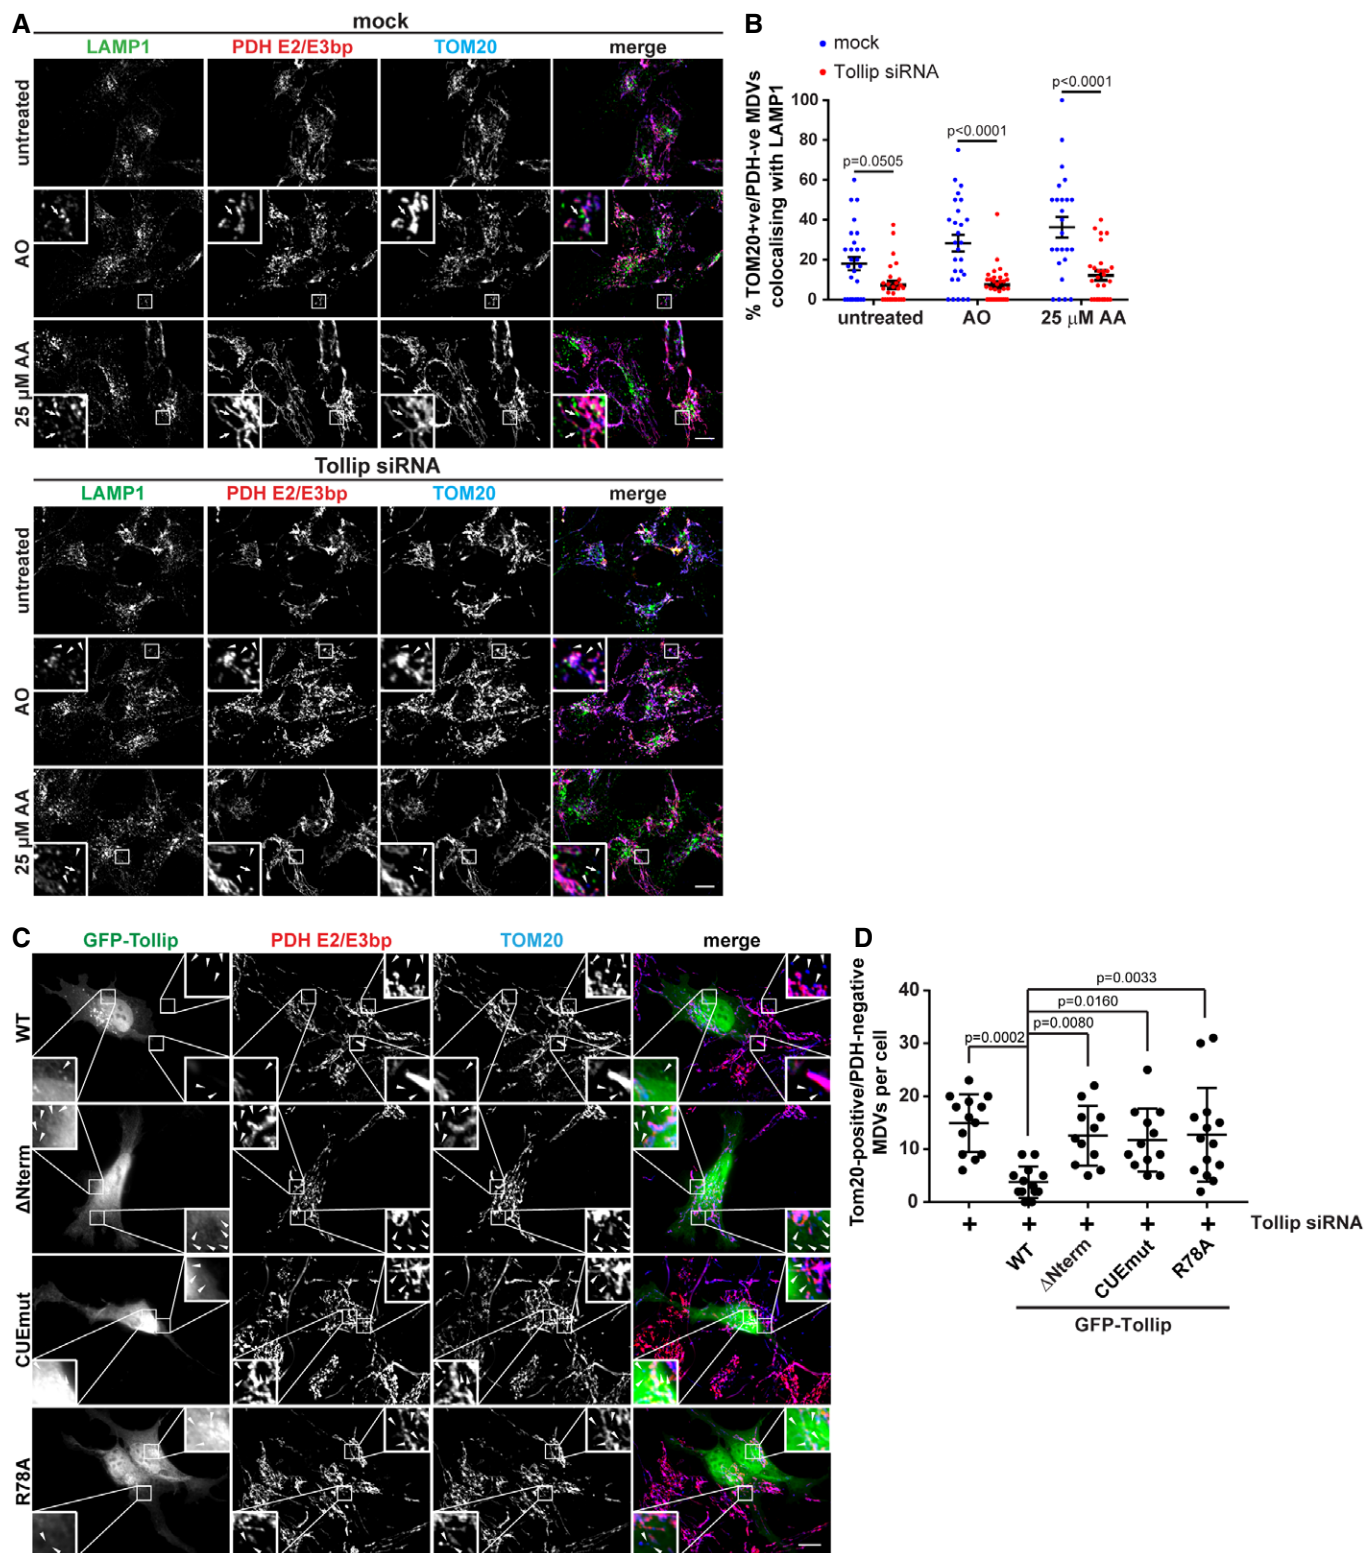 A
mock
LAMP1 PDH E2/E3bp TOM20 merge
untreated
AO
25 µM AA
Tollip siRNA
LAMP1 PDH E2/E3bp TOM20 merge
untreated
AO
25 µM AA
B
mock
Tollip siRNA
% TOM20+ve/PDH-ve MDVs
colocalising with LAMP1
100
80
60
40
20
0
p=0.0505
p<0.0001
p<0.0001
untreated AO 25 µM AA
C
GFP-Tollip PDH E2/E3bp TOM20 merge
WT
ΔNterm
CUEmut
R78A
D
Tom20-positive/PDH-negative
MDVs per cell
40
30
20
10
0
p=0.0033
p=0.0160
p=0.0080
p=0.0002
+ + + + + Tollip siRNA
WT ΔNterm CUEmut R78A
GFP-Tollip